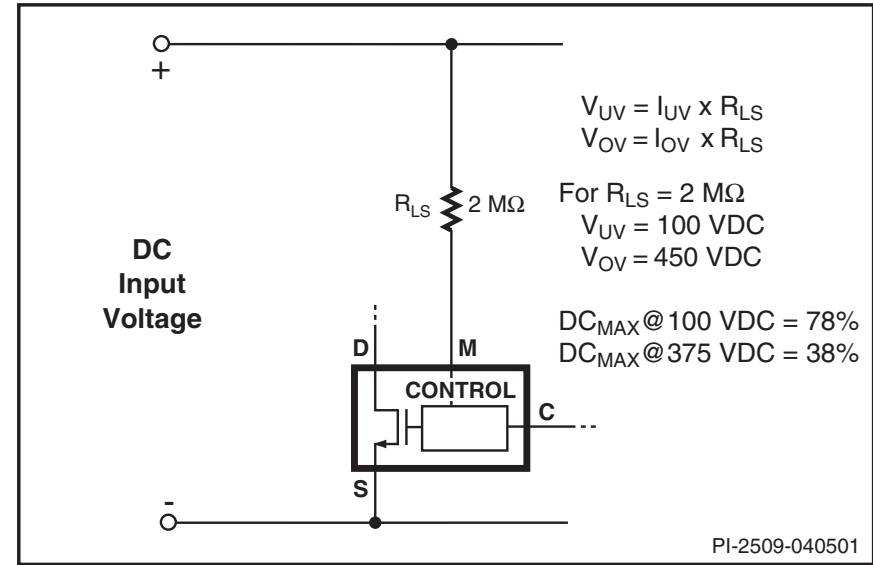 +
V_UV = I_UV x R_LS
V_OV = I_OV x R_LS
For R_LS = 2 MΩ
V_UV = 100 VDC
V_OV = 450 VDC
DC_MAX@100 VDC = 78%
DC_MAX@375 VDC = 38%
R_LS 2 MΩ
DC
Input
Voltage
D M
CONTROL
C
S
-
PI-2509-040501